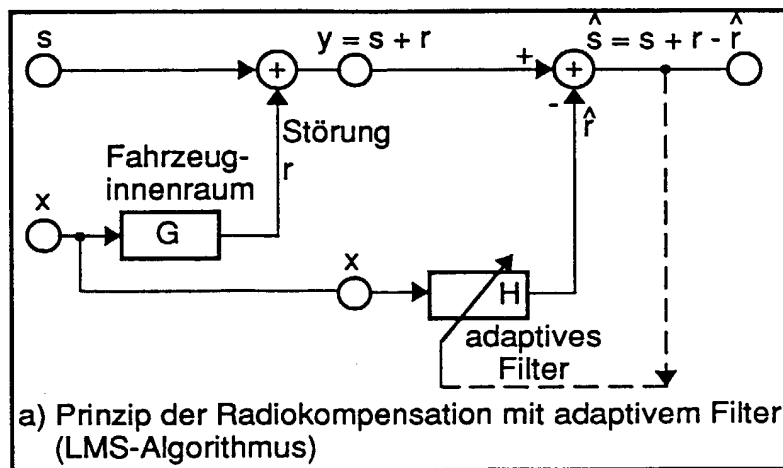 s
y = s + r
ŝ = s + r - r̂
+
+
+
-
r̂
Störung
r
Fahrzeug-
innenraum
x
G
x
H
adaptives
Filter
a) Prinzip der Radiokompensation mit adaptivem Filter
(LMS-Algorithmus)